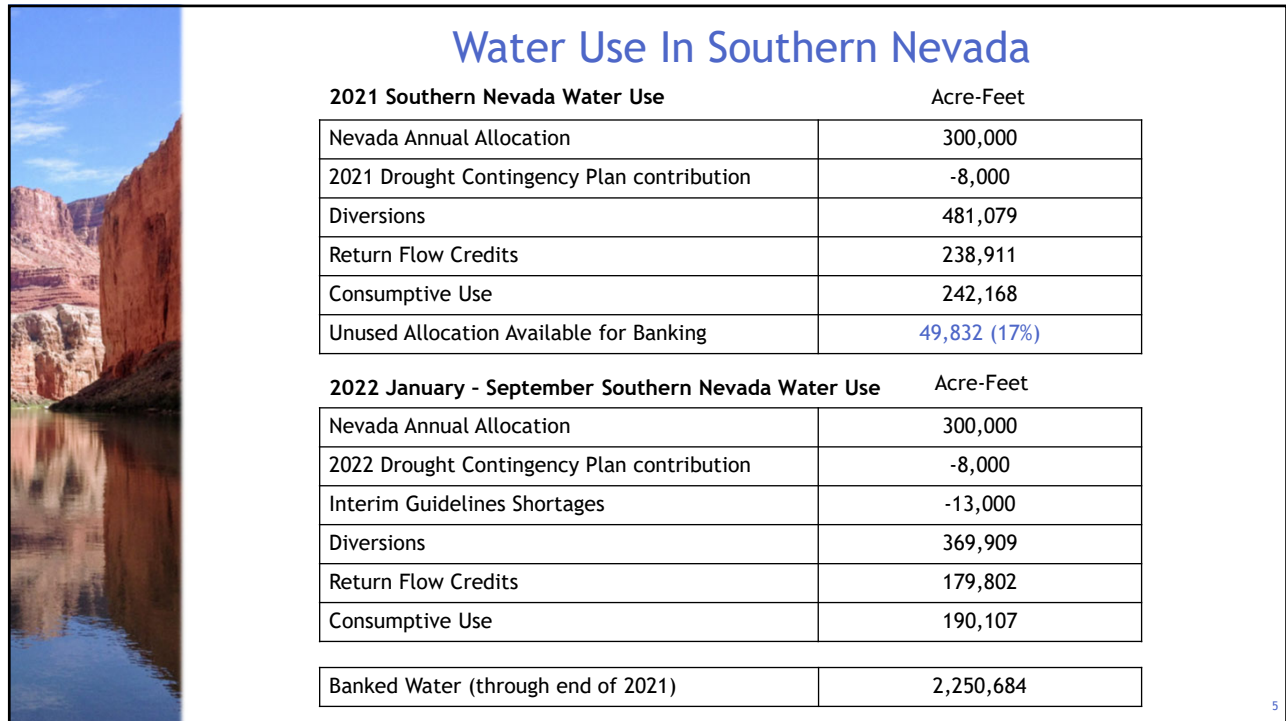 Water Use In Southern Nevada
2021 Southern Nevada Water Use Acre-Feet
Nevada Annual Allocation 300,000
2021 Drought Contingency Plan contribution -8,000
Diversions 481,079
Return Flow Credits 238,911
Consumptive Use 242,168
Unused Allocation Available for Banking 49,832 (17%)
2022 January – September Southern Nevada Water Use Acre-Feet
Nevada Annual Allocation 300,000
2022 Drought Contingency Plan contribution -8,000
Interim Guidelines Shortages -13,000
Diversions 369,909
Return Flow Credits 179,802
Consumptive Use 190,107
Banked Water (through end of 2021) 2,250,684
5